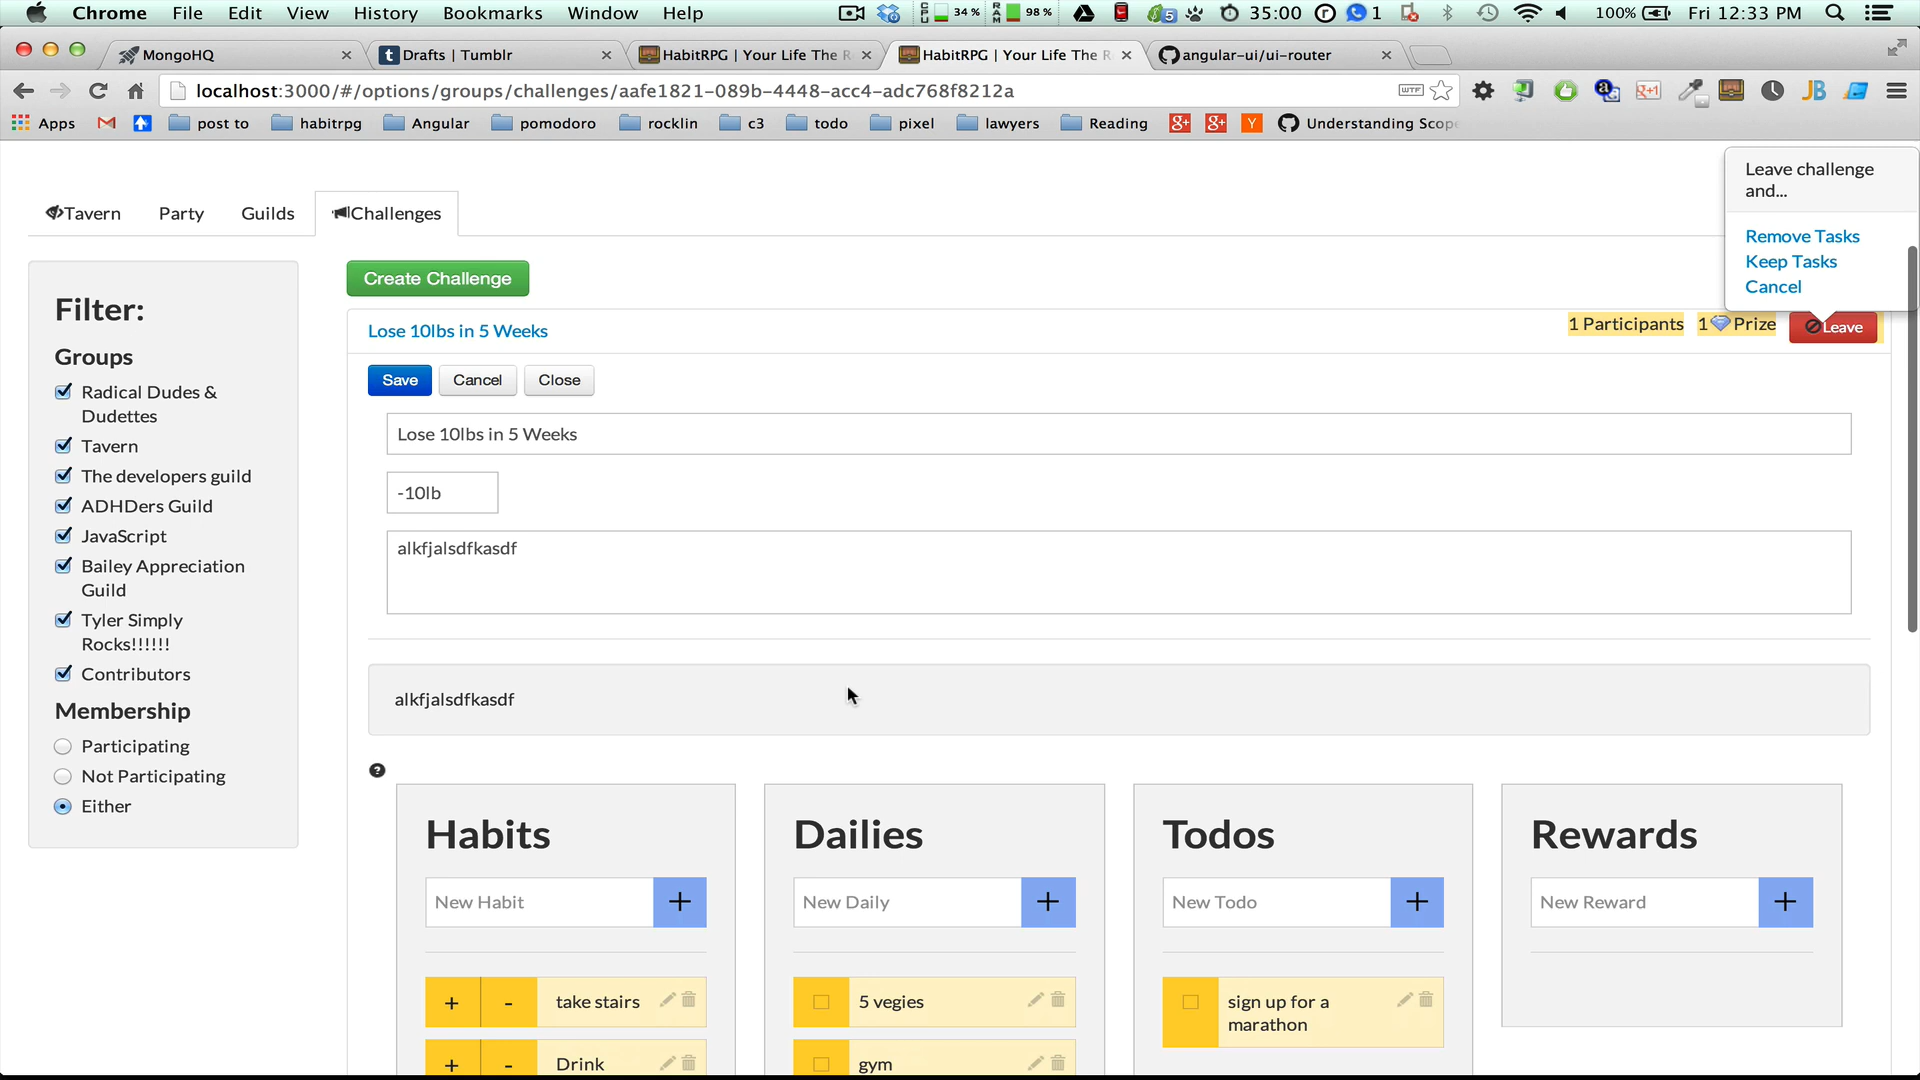 Chrome File Edit View History Bookmarks Window Help 34% 98% 5 35:00 1 100% Fri 12:33 PM
MongoHQ Drafts | Tumblr HabitRPG | Your Life The R HabitRPG | Your Life The R angular-ui/ui-router
localhost:3000/#/options/groups/challenges/aafe1821-089b-4448-acc4-adc768f8212a
Apps post to habitrpg Angular pomodoro rocklin c3 todo pixel lawyers Reading Understanding Scope
Leave challenge
and...
Remove Tasks
Keep Tasks
Cancel
Tavern Party Guilds Challenges
Filter:
Groups
Radical Dudes &
Dudettes
Tavern
The developers guild
ADHDers Guild
JavaScript
Bailey Appreciation
Guild
Tyler Simply
Rocks!!!!!!
Contributors
Membership
Participating
Not Participating
Either
Create Challenge
Lose 10lbs in 5 Weeks 1 Participants 1 Prize Leave
Save Cancel Close
Lose 10lbs in 5 Weeks
-10lb
alkfjalsdfkasdf
alkfjalsdfkasdf
Habits Dailies Todos Rewards
New Habit + New Daily + New Todo + New Reward +
+ - take stairs
5 vegies
sign up for a
marathon
+ - Drink
gym